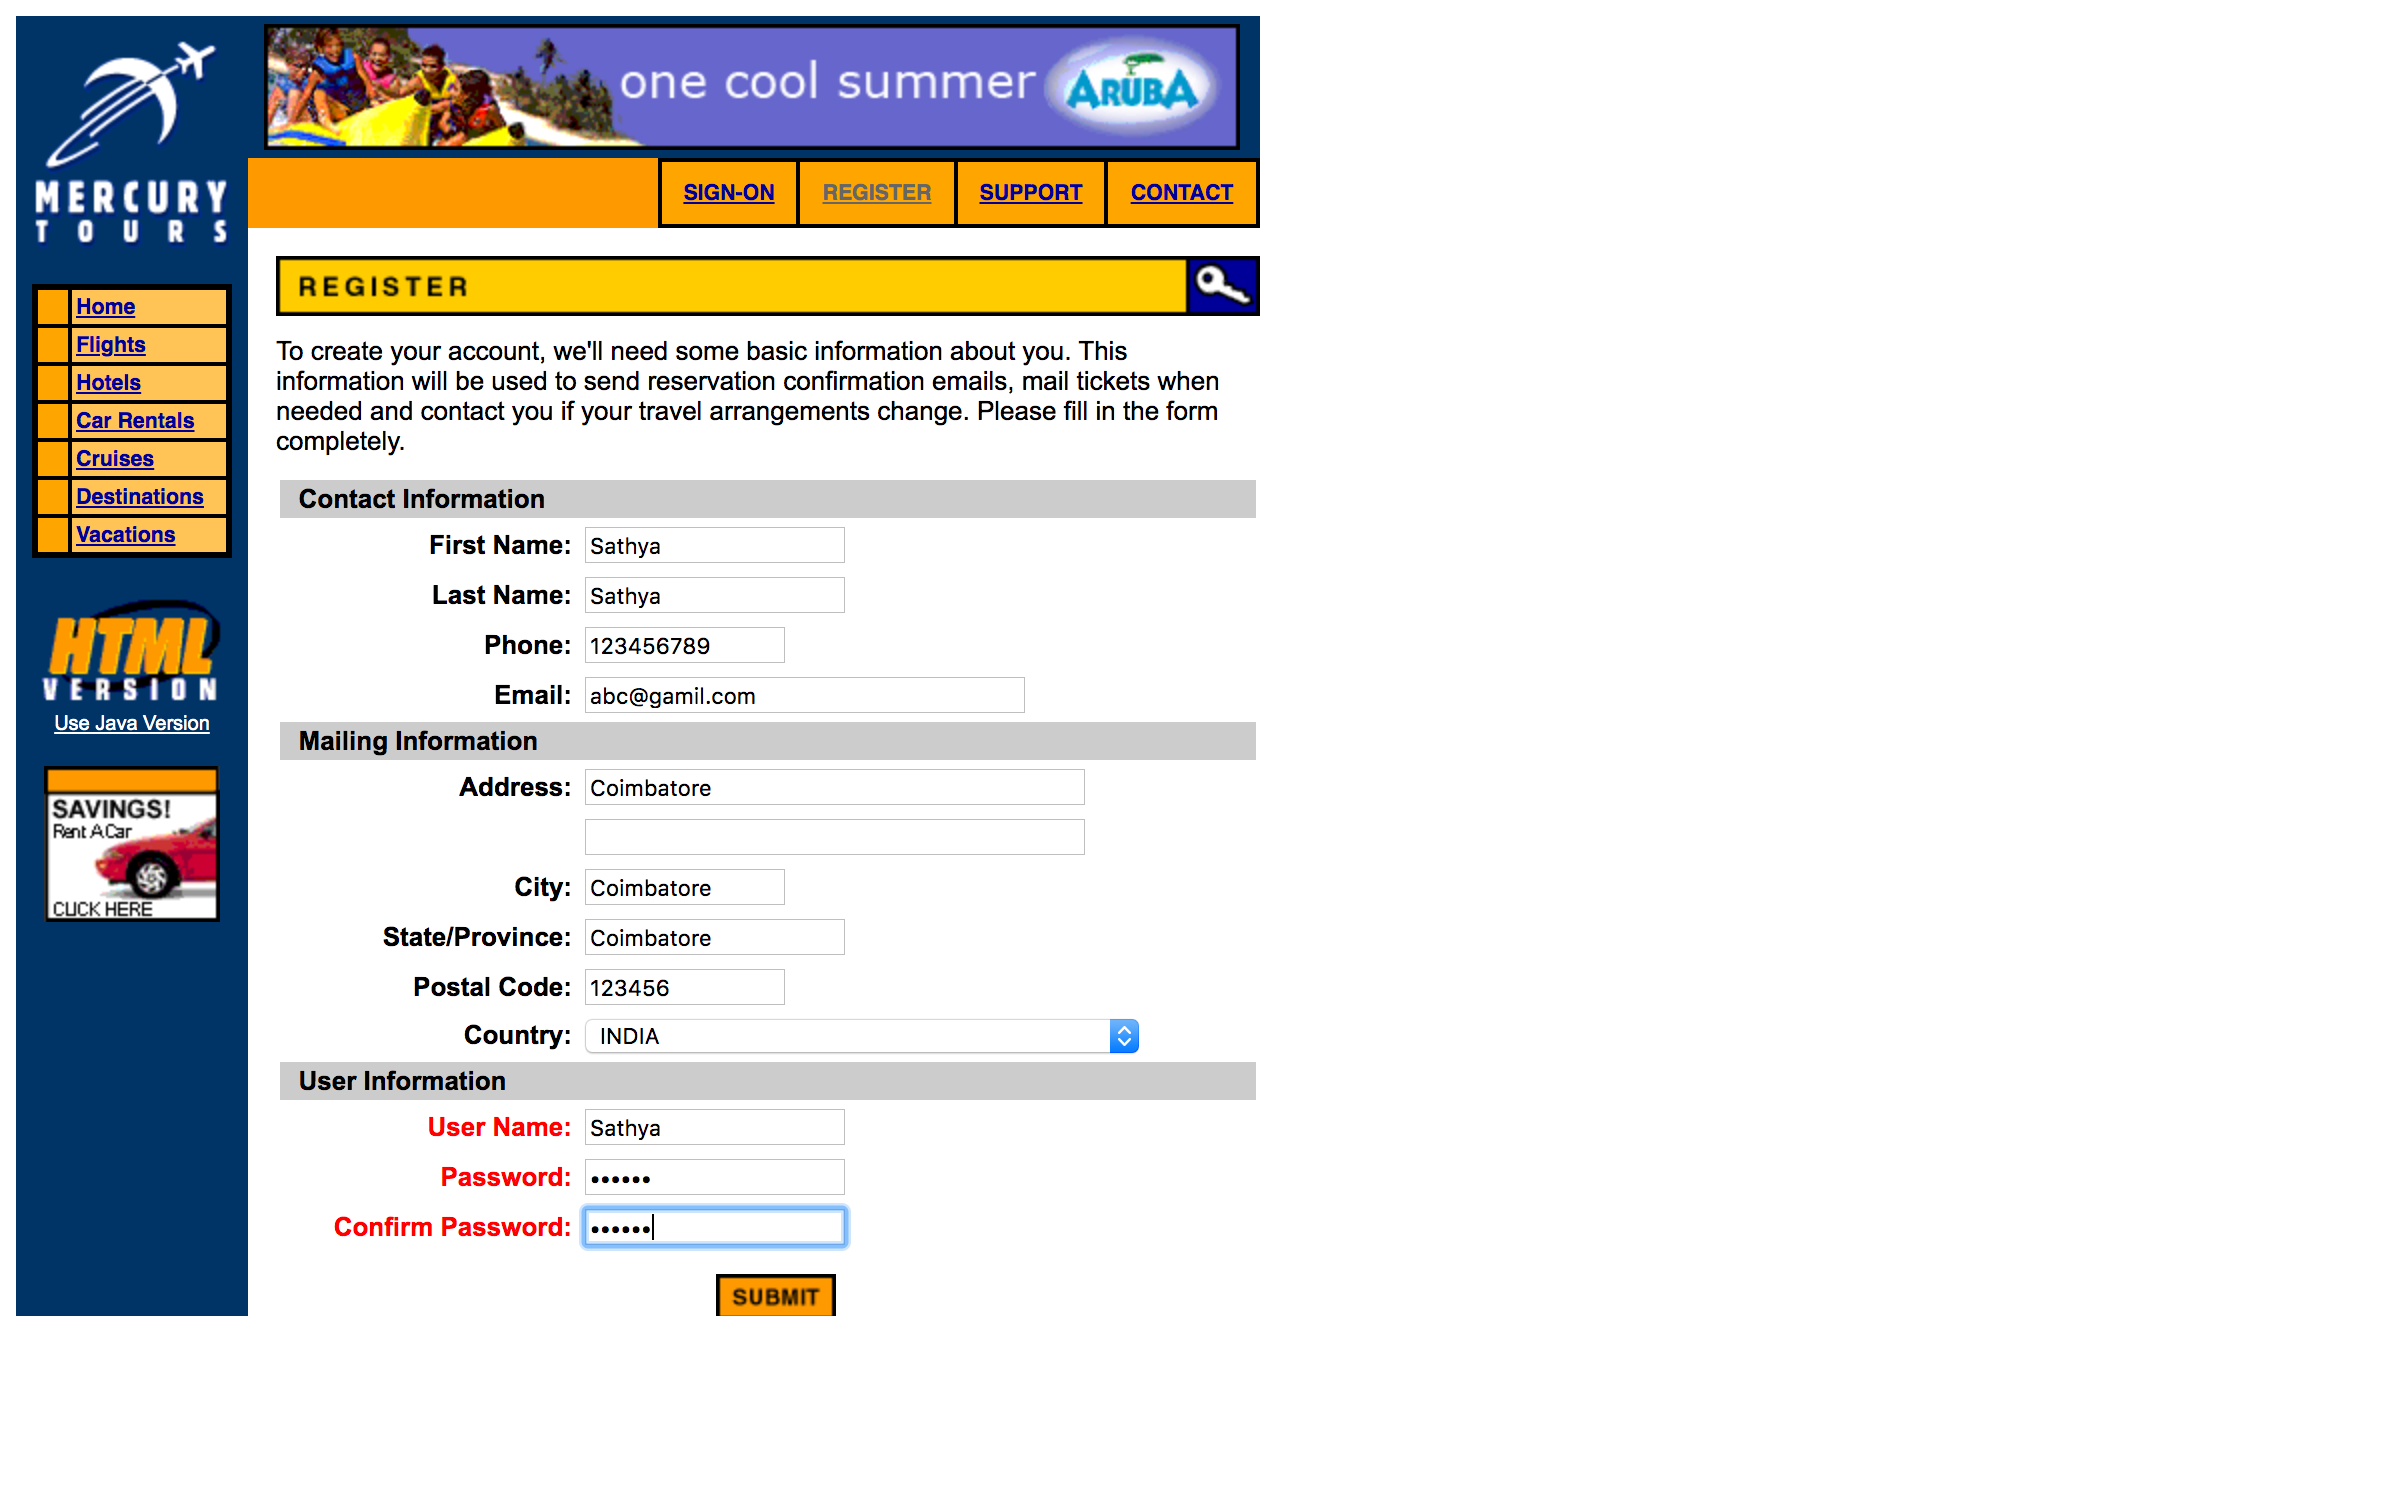 MERCURY
TOURS
one cool summer
ARUBA
SIGN-ON
REGISTER
SUPPORT
CONTACT
Home
Flights
Hotels
Car Rentals
Cruises
Destinations
Vacations
HTML
VERSION
Use Java Version
SAVINGS!
Rent A Car
CLICK HERE
REGISTER
To create your account, we'll need some basic information about you. This
information will be used to send reservation confirmation emails, mail tickets when
needed and contact you if your travel arrangements change. Please fill in the form
completely.
Contact Information
First Name: Sathya
Last Name: Sathya
Phone: 123456789
Email: abc@gamil.com
Mailing Information
Address: Coimbatore
City: Coimbatore
State/Province: Coimbatore
Postal Code: 123456
Country: INDIA
User Information
User Name: Sathya
Password: ••••••
Confirm Password: ••••••
SUBMIT